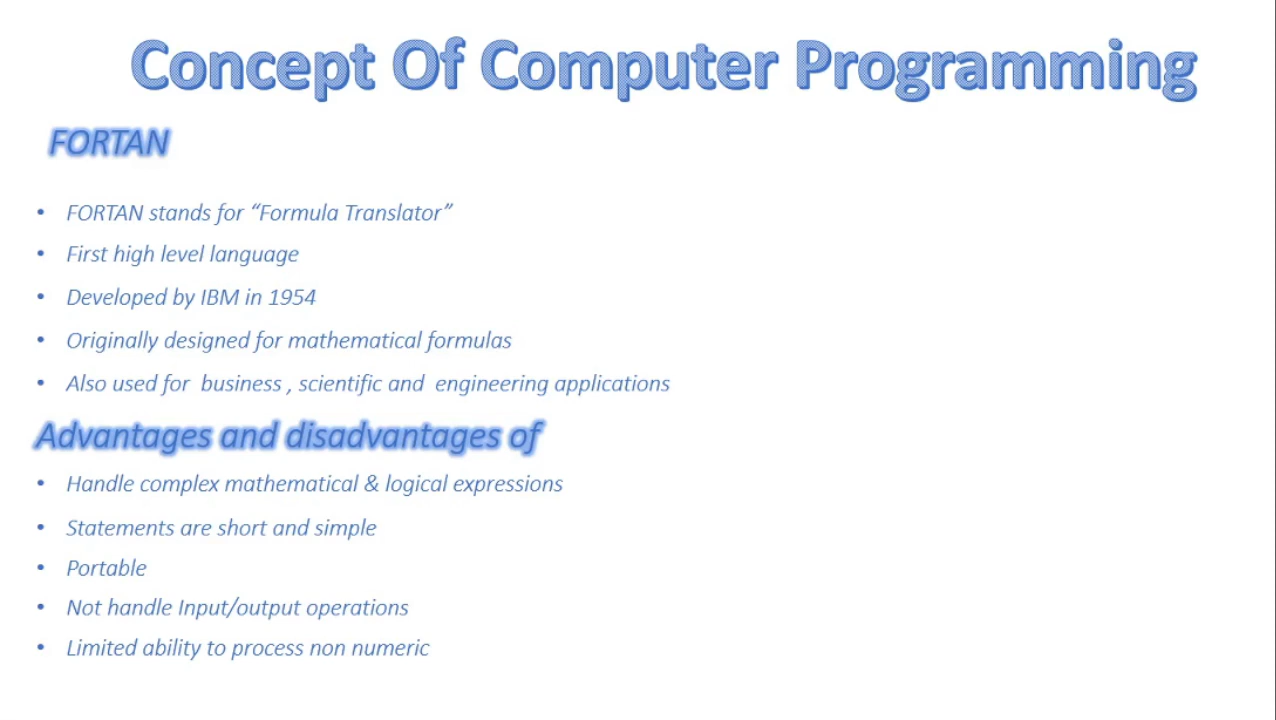 Concept Of Computer Programming
FORTAN
• FORTAN stands for “Formula Translator”
• First high level language
• Developed by IBM in 1954
• Originally designed for mathematical formulas
• Also used for business , scientific and engineering applications
Advantages and disadvantages of
• Handle complex mathematical & logical expressions
• Statements are short and simple
• Portable
• Not handle Input/output operations
• Limited ability to process non numeric